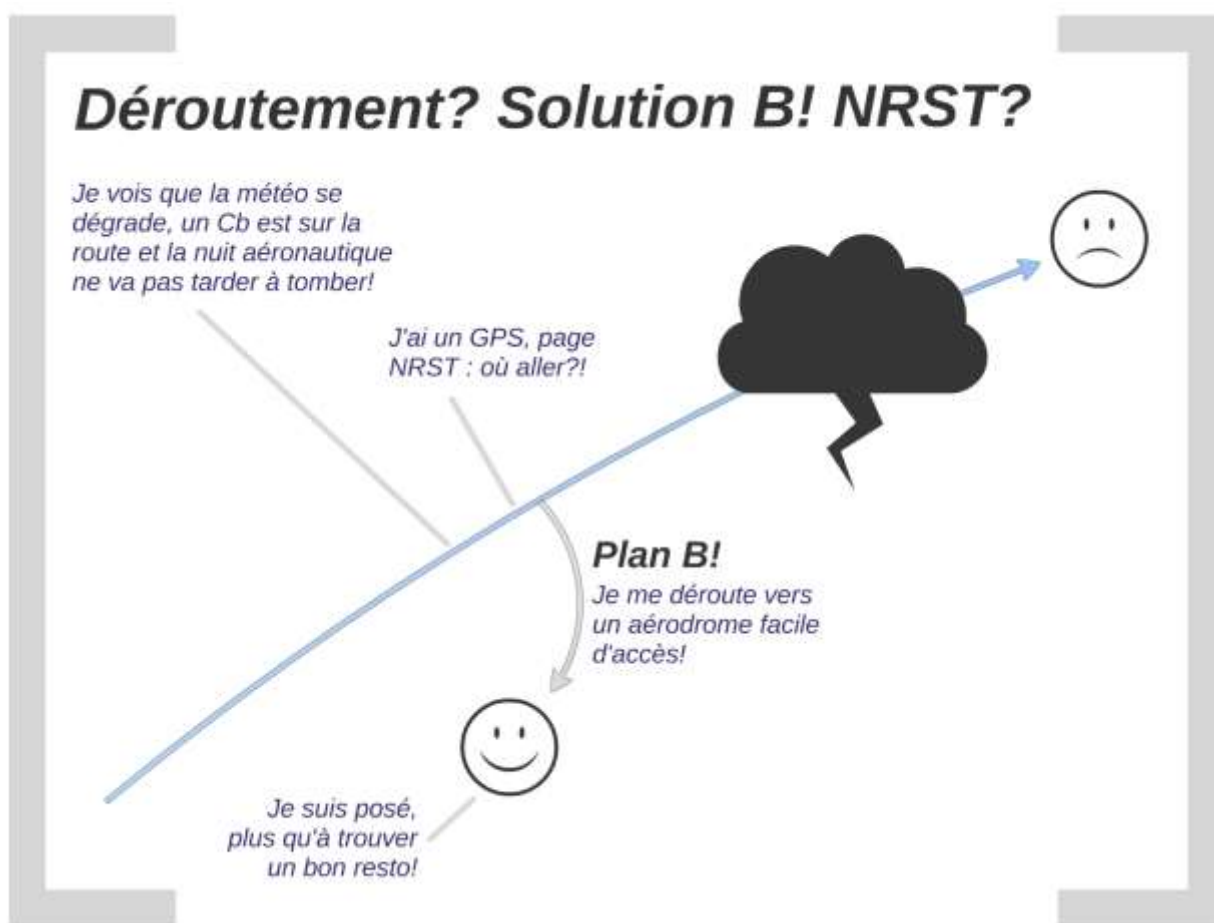 Déroutement? Solution B! NRST?
Je vois que la météo se
dégrade, un Cb est sur la
route et la nuit aéronautique
ne va pas tarder à tomber!
J'ai un GPS, page
NRST : où aller?!
Plan B!
Je me déroute vers
un aérodrome facile
d'accès!
Je suis posé,
plus qu'à trouver
un bon resto!